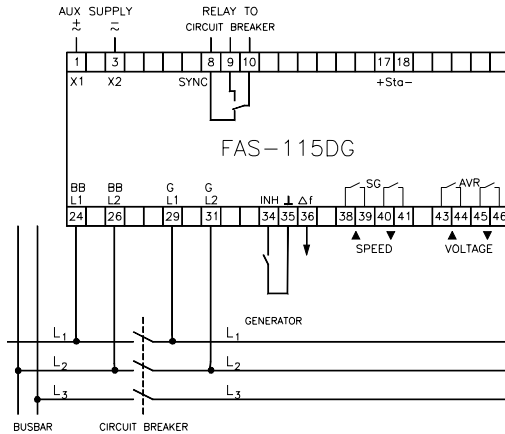 AUX SUPPLY RELAY TO
± ∼ − ∼ CIRCUIT BREAKER
1 3 8 9 10 17 18
X1 X2 SYNC +Sta-
FAS-115DG
SG AVR
BB BB G G
L1 L2 L1 L2 INH ⊥ △f
24 26 29 31 34 35 36 38 39 40 41 43 44 45 46
▲ ▼ ▲ ▼
SPEED VOLTAGE
GENERATOR
L1 L1
L2 L2
L3 L3
BUSBAR CIRCUIT BREAKER